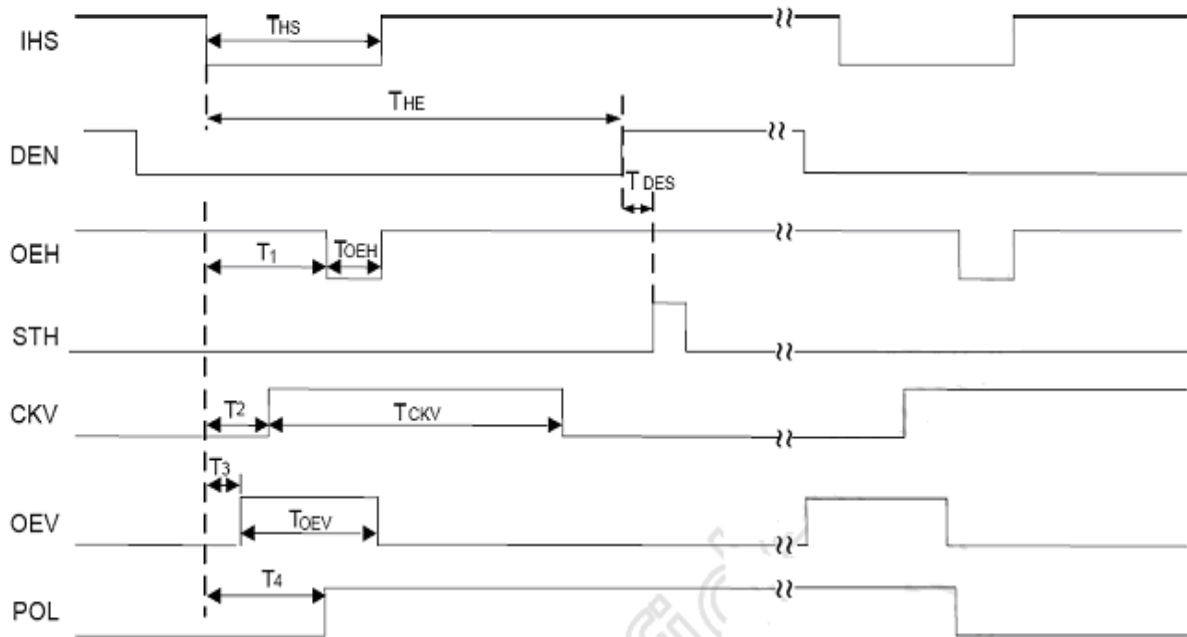 IHS
THS
THE
DEN
T DES
OEH
T1
TOEH
STH
CKV
T2
TCKV
T3
OEV
TOEV
POL
T4